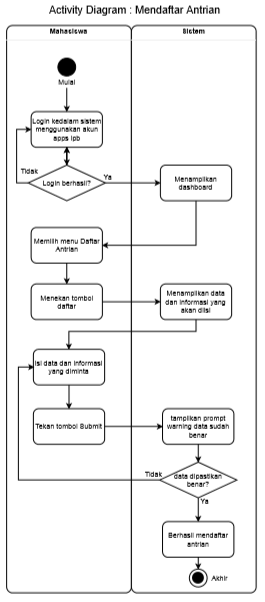 Activity Diagram : Mendaftar Antrian
Mahasiswa
Sistem
Mulai
Login kedalam sistem
menggunakan akun
apps ipb
Tidak
Login berhasil?
Ya
Menampilkan
dashboard
Memilih menu Daftar
Antrian
Menekan tombol
daftar
Menampilkan data
dan informasi yang
akan diisi
Isi data dan informasi
yang diminta
Tekan tombol Submit
tampilkan prompt
warning data sudah
benar
Tidak
data dipastikan
benar?
Ya
Berhasil mendaftar
antrian
Akhir